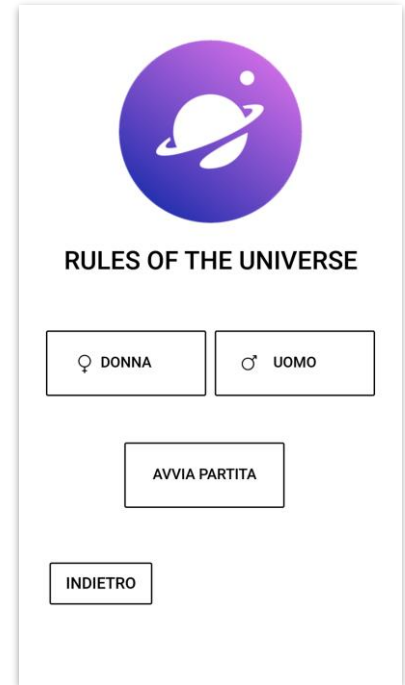 RULES OF THE UNIVERSE
♀ DONNA
♂ UOMO
AVVIA PARTITA
INDIETRO